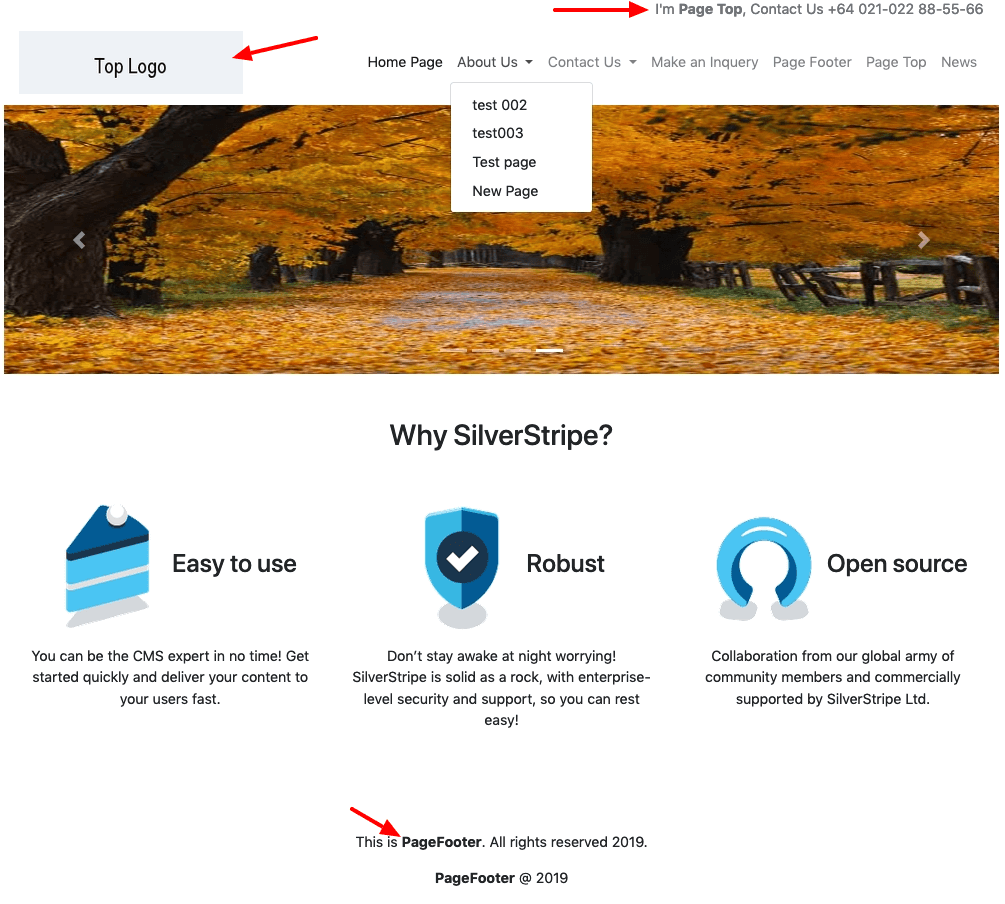 I'm Page Top, Contact Us +64 021-022 88-55-66
Top Logo
Home Page About Us Contact Us Make an Inquery Page Footer Page Top News
test 002
test003
Test page
New Page
Why SilverStripe?
Easy to use
You can be the CMS expert in no time! Get
started quickly and deliver your content to
your users fast.
Robust
Don’t stay awake at night worrying!
SilverStripe is solid as a rock, with enterprise-
level security and support, so you can rest
easy!
Open source
Collaboration from our global army of
community members and commercially
supported by SilverStripe Ltd.
This is PageFooter. All rights reserved 2019.
PageFooter @ 2019